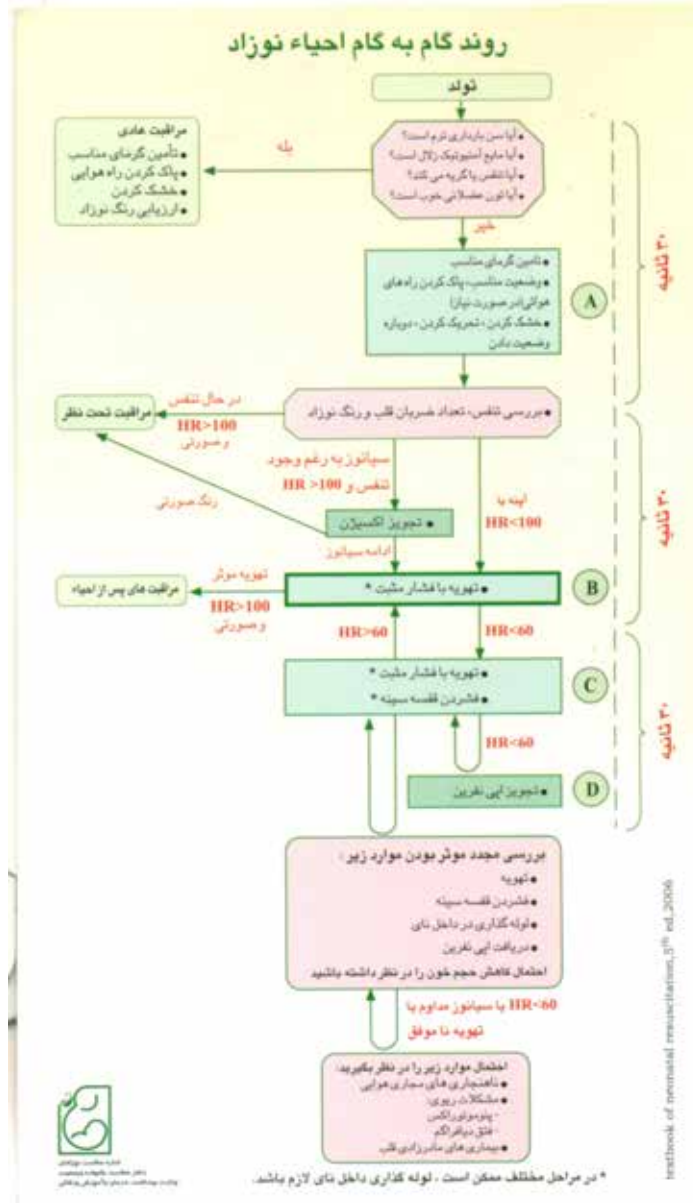 روند گام به گام احیاء نوزاد
تولد
آیا سن بارداری ترم است؟
آیا مایع آمنیوتیک زلال است؟
آیا تنفس یا گریه می کند؟
آیا تون عضلانی خوب است؟
بله
مراقبت عادی
تأمین گرمای مناسب
پاک کردن راه هوایی
خشک کردن
ارزیابی رنگ نوزاد
خیر
۳۰ ثانیه
تامین گرمای مناسب
وضعیت مناسب، پاک کردن راه های
هوائی(در صورت نیاز)
خشک کردن، تحریک کردن، دوباره
وضعیت دادن
A
بررسی تنفس، تعداد ضربان قلب و رنگ نوزاد
در حال تنفس
HR>100
و صورتی
مراقبت تحت نظر
سیانوز به رغم وجود
تنفس و HR >100
آپنه یا
HR<100
رنگ صورتی
تجویز اکسیژن
ادامه سیانوز
۳۰ ثانیه
تهویه با فشار مثبت *
B
تهویه موثر
HR>100
و صورتی
مراقبت های پس از احیاء
HR>60
HR<60
تهویه با فشار مثبت *
فشردن قفسه سینه *
C
HR<60
۳۰ ثانیه
تجویز اپی نفرین
D
بررسی مجدد موثر بودن موارد زیر :
تهویه
فشردن قفسه سینه
لوله گذاری در داخل نای
دریافت اپی نفرین
احتمال کاهش حجم خون را در نظر داشته باشید
HR<60 یا سیانوز مداوم یا
تهویه نا موفق
احتمال موارد زیر را در نظر بگیرید:
ناهنجاری های مجاری هوایی
مشکلات ریوی:
- پنوموتوراکس
- فتق دیافراگم
بیماری های مادرزادی قلب
* در مراحل مختلف ممکن است ، لوله گذاری داخل نای لازم باشد.
textbook of neonatal resuscitation,5th ed,2006